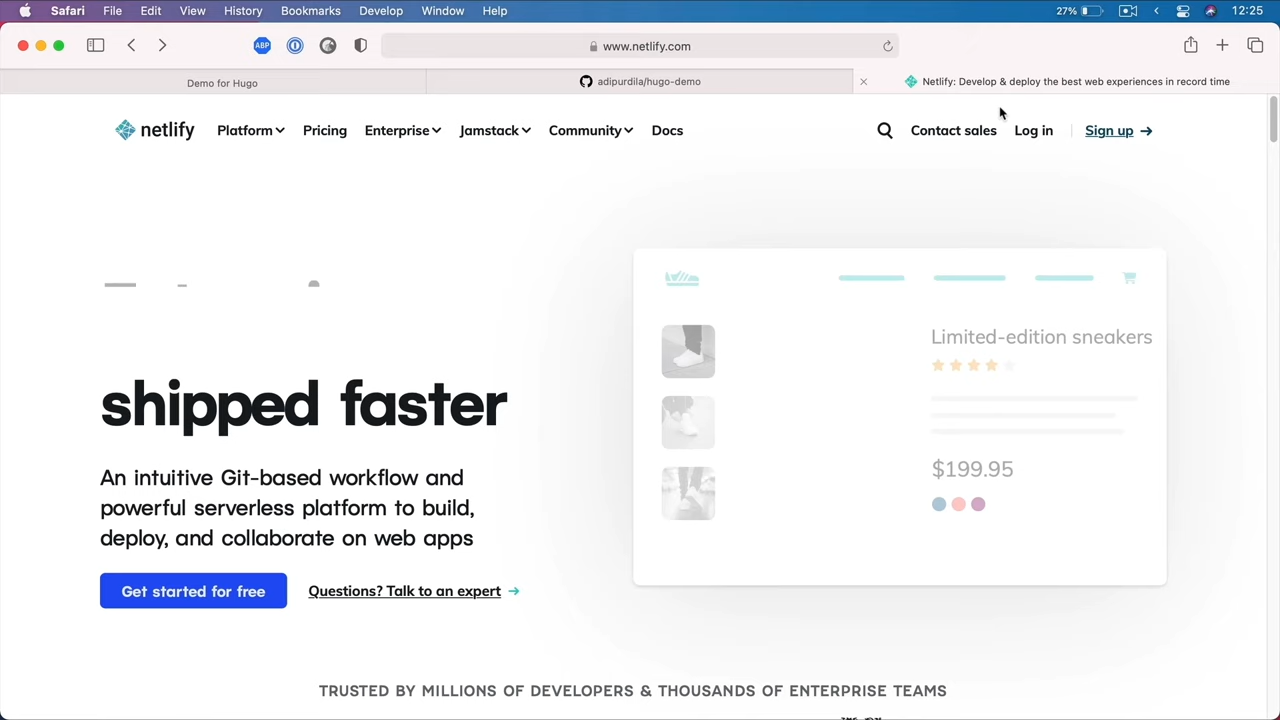 Safari File Edit View History Bookmarks Develop Window Help 27% 12:25
ABP www.netlify.com
Demo for Hugo adipurdila/hugo-demo Netlify: Develop & deploy the best web experiences in record time
netlify Platform Pricing Enterprise Jamstack Community Docs Contact sales Log in Sign up →
Limited-edition sneakers
shipped faster
An intuitive Git-based workflow and
powerful serverless platform to build,
deploy, and collaborate on web apps
$199.95
Get started for free Questions? Talk to an expert →
TRUSTED BY MILLIONS OF DEVELOPERS & THOUSANDS OF ENTERPRISE TEAMS